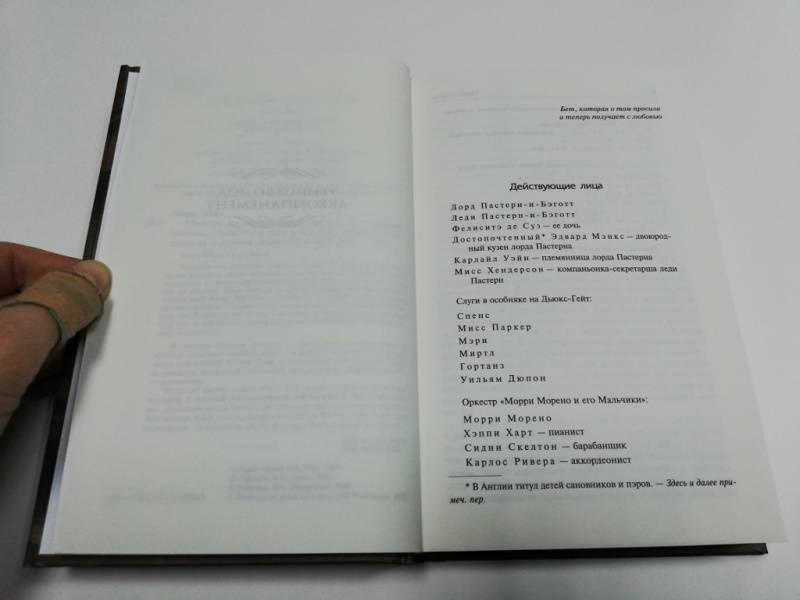 Бет, которая о том просила
и теперь получает с любовью
Действующие лица
Лорд Пастерн-и-Бэготт
Леди Пастерн-и-Бэготт
Фелиситэ де Суэ — ее дочь
Достопочтенный* Эдвард Мэнкс — двоюрод-
ный кузен лорда Пастерна
Карлайл Уэйн — племянница лорда Пастерна
Мисс Хендерсон — компаньонка-секретарша леди
Пастерн
Слуги в особняке на Дьюкс-Гейт:
Спенс
Мисс Паркер
Мэри
Миртл
Гортанз
Уильям Дюпон
Оркестр «Морри Морено и его Мальчики»:
Морри Морено
Хэппи Харт — пианист
Сидни Скелтон — барабанщик
Карлос Ривера — аккордеонист
* В Англии титул детей сановников и пэров. — Здесь и далее при-
меч. пер.